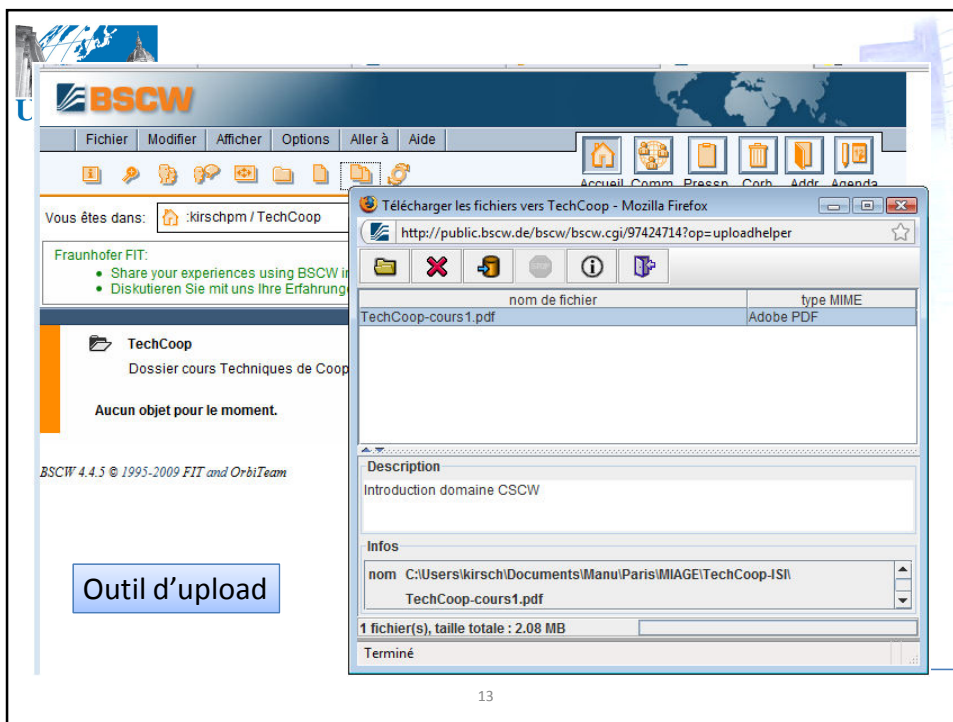 U
BSCW
Fichier Modifier Afficher Options Aller à Aide
Accueil Comm Pressp Corb Addr Agenda
Vous êtes dans: :kirschpm / TechCoop
Fraunhofer FIT:
Share your experiences using BSCW
Diskutieren Sie mit uns Ihre
TechCoop
Dossier cours Techniques de
Aucun objet pour le moment.
BSCW 4.4.5 © 1995-2009 FIT and OrbiTeam
Outil d'upload
Télécharger les fichiers vers TechCoop - Mozilla Firefox
http://public.bscw.de/bscw/bscw.cgi/97424714?op=uploadhelper
nom de fichier type MIME
TechCoop-cours1.pdf Adobe PDF
Description
Introduction domaine CSCW
Infos
nom C:\Users\kirsch\Documents\Manu\Paris\MIAGE\TechCoop-ISI\
TechCoop-cours1.pdf
1 fichier(s), taille totale : 2.08 MB
Terminé
13